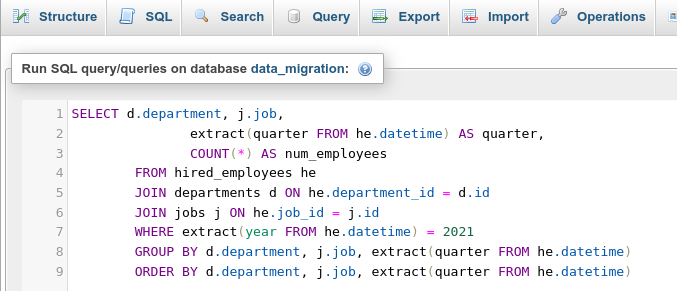 Structure SQL Search Query Export Import Operations
Run SQL query/queries on database data_migration:
1 SELECT d.department, j.job,
2 extract(quarter FROM he.datetime) AS quarter,
3 COUNT(*) AS num_employees
4 FROM hired_employees he
5 JOIN departments d ON he.department_id = d.id
6 JOIN jobs j ON he.job_id = j.id
7 WHERE extract(year FROM he.datetime) = 2021
8 GROUP BY d.department, j.job, extract(quarter FROM he.datetime)
9 ORDER BY d.department, j.job, extract(quarter FROM he.datetime)